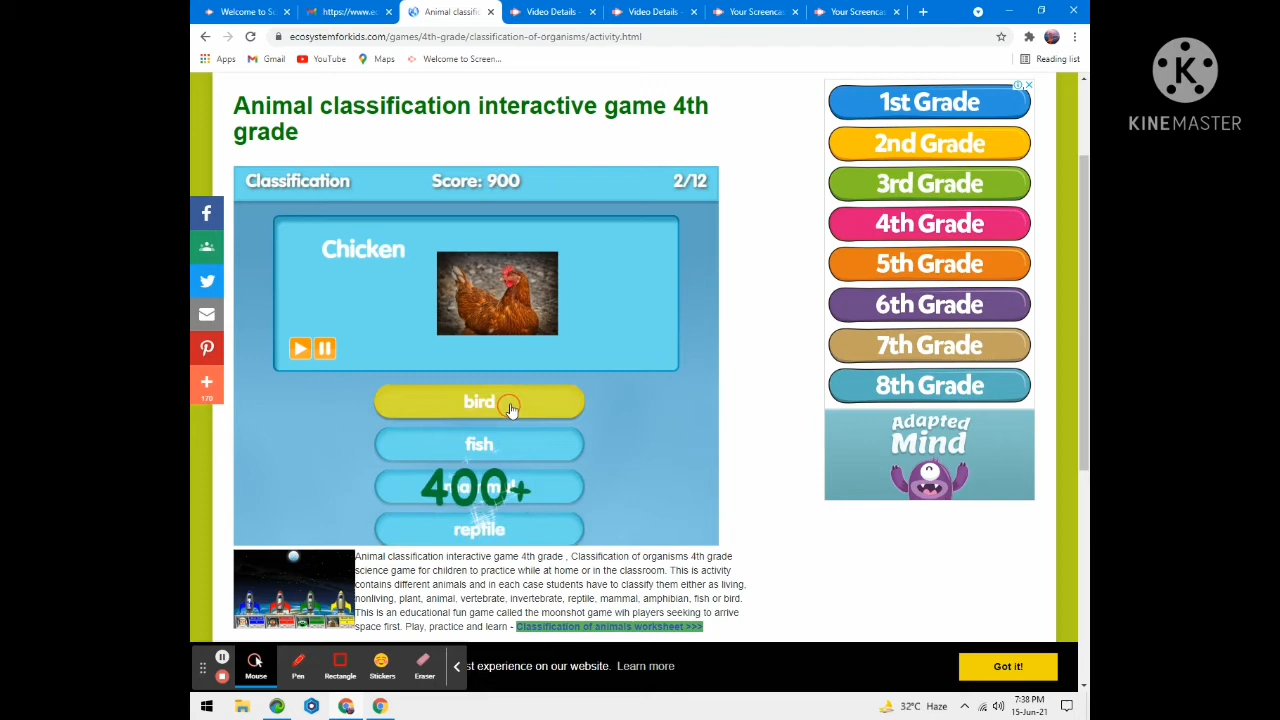 Welcome to Sc
https://www.ec
Animal classific
Video Details -
Video Details -
Your Screencas
Your Screencas
ecosystemforkids.com/games/4th-grade/classification-of-organisms/activity.html
Apps
Gmail
YouTube
Maps
Welcome to Screen...
Reading list
Animal classification interactive game 4th
grade
Classification
Score: 900
2/12
Chicken
bird
fish
400+
reptile
170
1st Grade
2nd Grade
3rd Grade
4th Grade
5th Grade
6th Grade
7th Grade
8th Grade
Adapted
Mind
K
KINEMASTER
Animal classification interactive game 4th grade , Classification of organisms 4th grade
science game for children to practice while at home or in the classroom. This is activity
contains different animals and in each case students have to classify them either as living,
nonliving, plant, animal, vertebrate, invertebrate, reptile, mammal, amphibian, fish or bird.
This is an educational fun game called the moonshot game wih players seeking to arrive
space first. Play, practice and learn - Classification of animals worksheet >>>
st experience on our website. Learn more
Got it!
Mouse
Pen
Rectangle
Stickers
Eraser
32°C Haze
7:38 PM
15-Jun-21